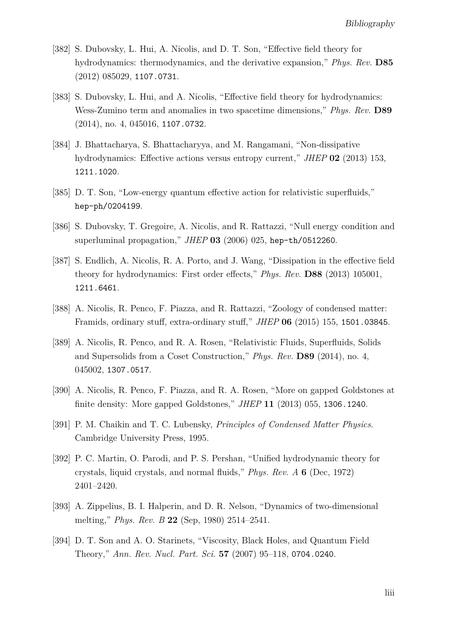 Bibliography
[382] S. Dubovsky, L. Hui, A. Nicolis, and D. T. Son, “Effective field theory for
hydrodynamics: thermodynamics, and the derivative expansion,” Phys. Rev. D85
(2012) 085029, 1107.0731.
[383] S. Dubovsky, L. Hui, and A. Nicolis, “Effective field theory for hydrodynamics:
Wess-Zumino term and anomalies in two spacetime dimensions,” Phys. Rev. D89
(2014), no. 4, 045016, 1107.0732.
[384] J. Bhattacharya, S. Bhattacharyya, and M. Rangamani, “Non-dissipative
hydrodynamics: Effective actions versus entropy current,” JHEP 02 (2013) 153,
1211.1020.
[385] D. T. Son, “Low-energy quantum effective action for relativistic superfluids,”
hep-ph/0204199.
[386] S. Dubovsky, T. Gregoire, A. Nicolis, and R. Rattazzi, “Null energy condition and
superluminal propagation,” JHEP 03 (2006) 025, hep-th/0512260.
[387] S. Endlich, A. Nicolis, R. A. Porto, and J. Wang, “Dissipation in the effective field
theory for hydrodynamics: First order effects,” Phys. Rev. D88 (2013) 105001,
1211.6461.
[388] A. Nicolis, R. Penco, F. Piazza, and R. Rattazzi, “Zoology of condensed matter:
Framids, ordinary stuff, extra-ordinary stuff,” JHEP 06 (2015) 155, 1501.03845.
[389] A. Nicolis, R. Penco, and R. A. Rosen, “Relativistic Fluids, Superfluids, Solids
and Supersolids from a Coset Construction,” Phys. Rev. D89 (2014), no. 4,
045002, 1307.0517.
[390] A. Nicolis, R. Penco, F. Piazza, and R. A. Rosen, “More on gapped Goldstones at
finite density: More gapped Goldstones,” JHEP 11 (2013) 055, 1306.1240.
[391] P. M. Chaikin and T. C. Lubensky, Principles of Condensed Matter Physics.
Cambridge University Press, 1995.
[392] P. C. Martin, O. Parodi, and P. S. Pershan, “Unified hydrodynamic theory for
crystals, liquid crystals, and normal fluids,” Phys. Rev. A 6 (Dec, 1972)
2401–2420.
[393] A. Zippelius, B. I. Halperin, and D. R. Nelson, “Dynamics of two-dimensional
melting,” Phys. Rev. B 22 (Sep, 1980) 2514–2541.
[394] D. T. Son and A. O. Starinets, “Viscosity, Black Holes, and Quantum Field
Theory,” Ann. Rev. Nucl. Part. Sci. 57 (2007) 95–118, 0704.0240.
liii